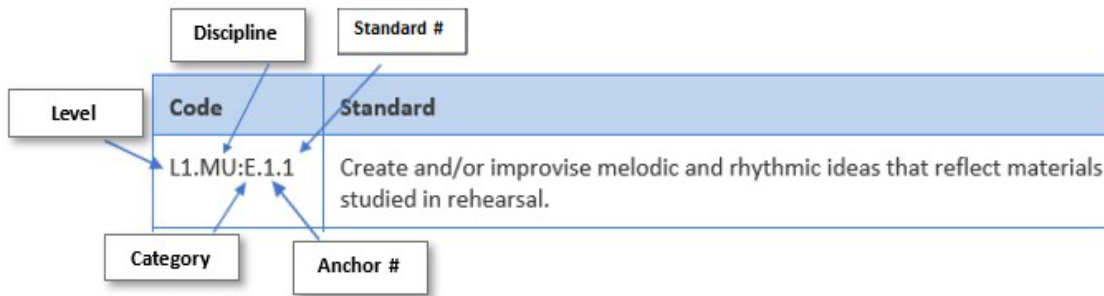 Discipline
Standard #
Level
Code
Standard
L1.MU:E.1.1
Create and/or improvise melodic and rhythmic ideas that reflect materials
studied in rehearsal.
Category
Anchor #